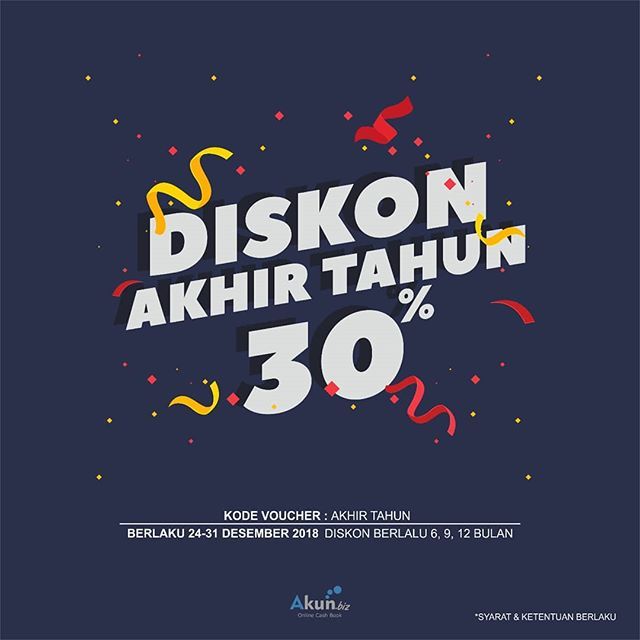 DISKON
AKHIR TAHUN
30%
KODE VOUCHER : AKHIR TAHUN
BERLAKU 24-31 DESEMBER 2018 DISKON BERLALU 6, 9, 12 BULAN
Akun.biz
Online Cash Book
*SYARAT & KETENTUAN BERLAKU